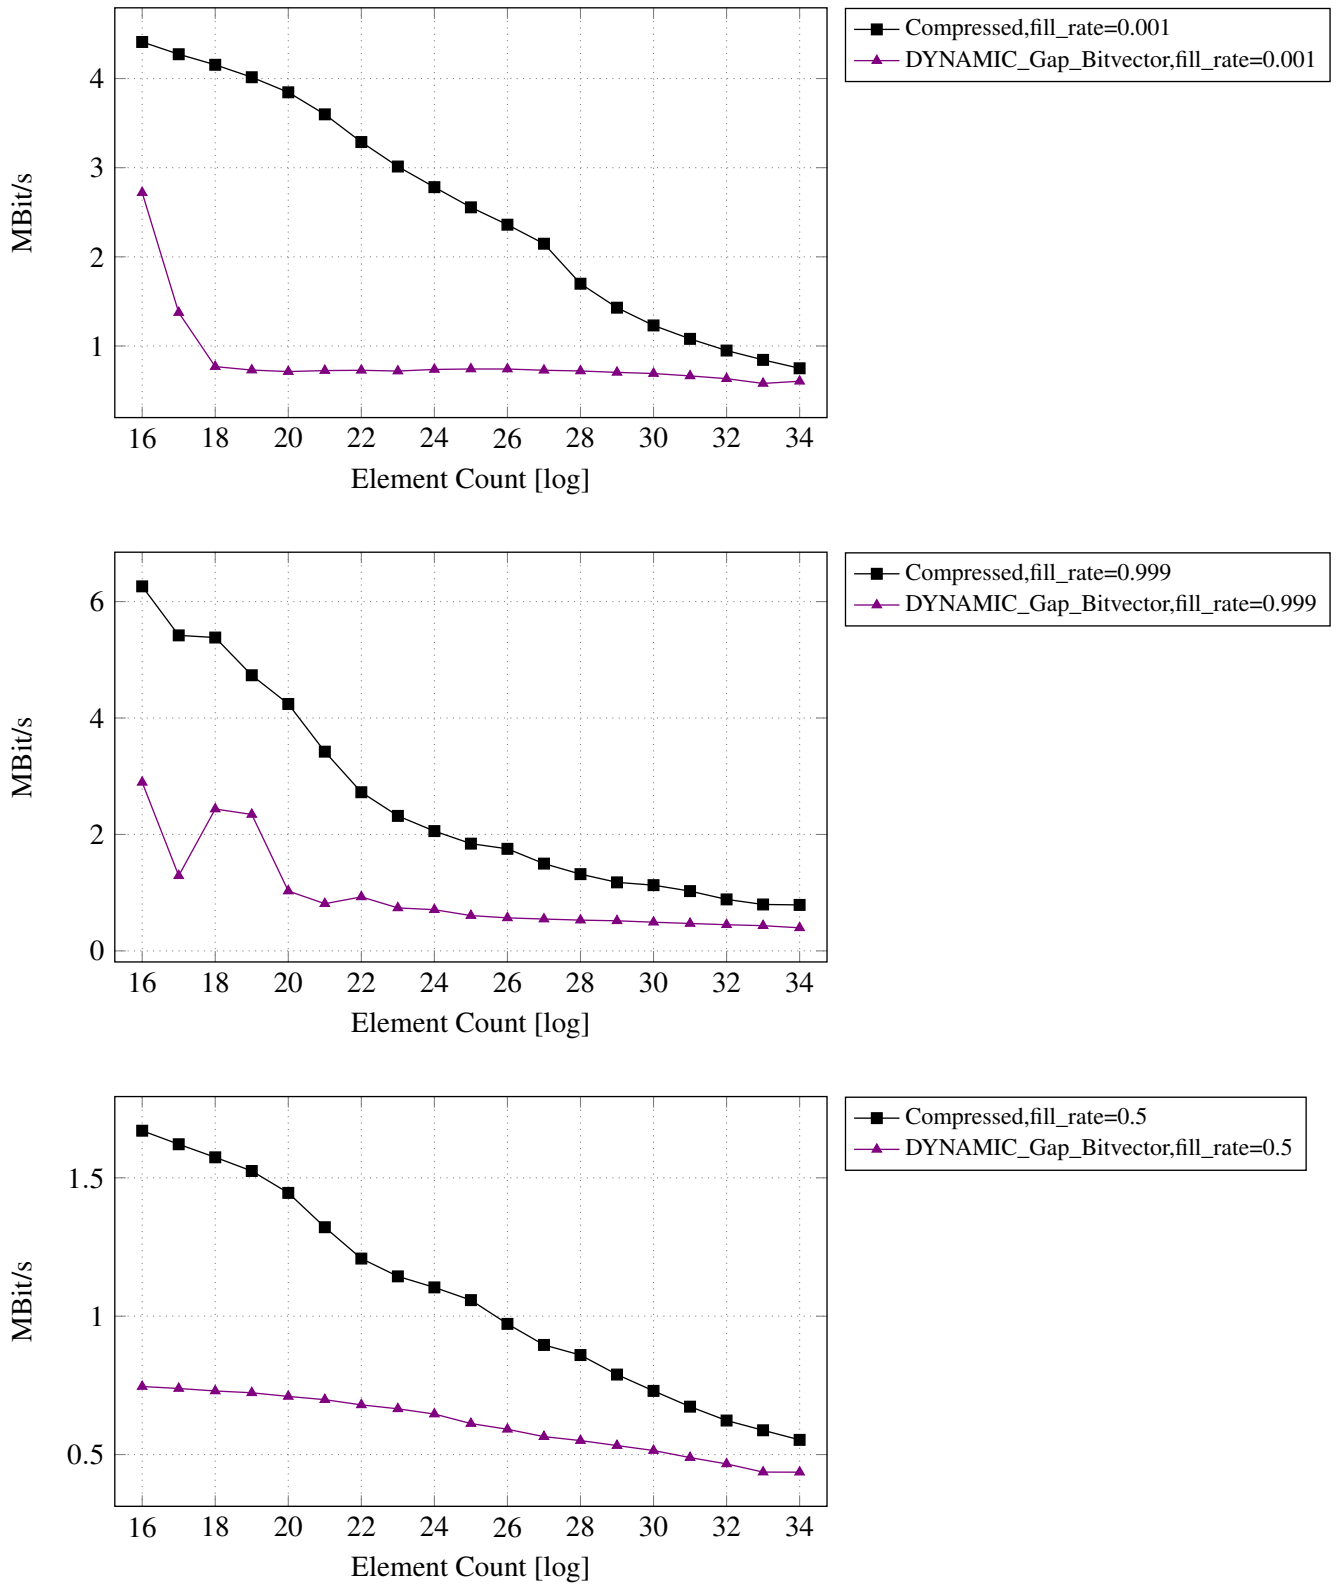 4
3
2
1
MBit/s
16 18 20 22 24 26 28 30 32 34
Element Count [log]
Compressed,fill_rate=0.001
DYNAMIC_Gap_Bitvector,fill_rate=0.001
6
4
2
0
MBit/s
16 18 20 22 24 26 28 30 32 34
Element Count [log]
Compressed,fill_rate=0.999
DYNAMIC_Gap_Bitvector,fill_rate=0.999
1.5
1
0.5
MBit/s
16 18 20 22 24 26 28 30 32 34
Element Count [log]
Compressed,fill_rate=0.5
DYNAMIC_Gap_Bitvector,fill_rate=0.5